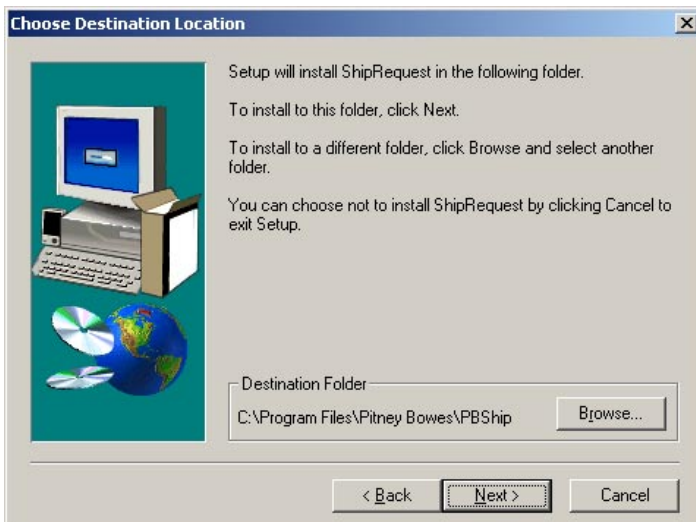 Choose Destination Location
Setup will install ShipRequest in the following folder.
To install to this folder, click Next.
To install to a different folder, click Browse and select another
folder.
You can choose not to install ShipRequest by clicking Cancel to
exit Setup.
Destination Folder
C:\Program Files\Pitney Bowes\PBShip
Browse...
< Back
Next >
Cancel